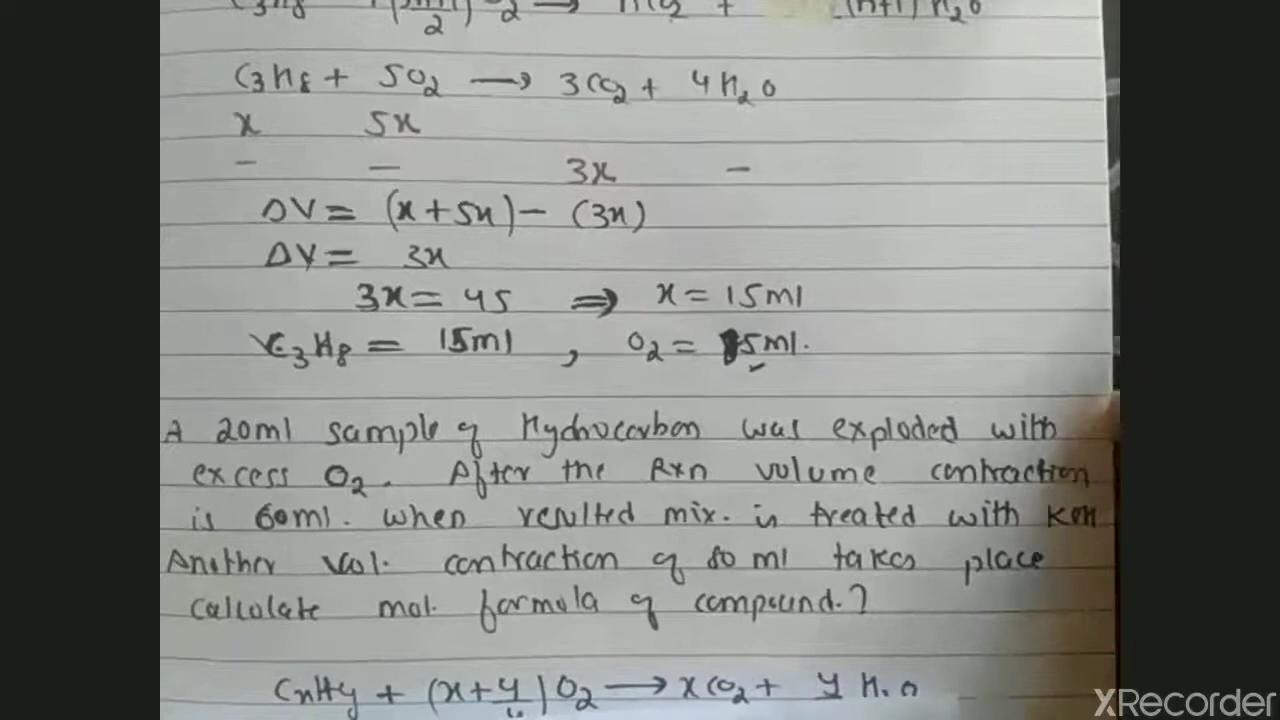 C3H8 + 5O2 → 3CO2 + 4H2O
x 5x
– – 3x –
ΔV = (x + 5x) – (3x)
ΔV = 3x
3x = 45 ⇒ x = 15ml
C3H8 = 15ml , O2 = 5ml.
A 20ml sample of Hydrocarbon was exploded with
excess O2. After the Rxn volume contraction
is 60ml. when resulted mix. is treated with KOH
Another Vol. contraction of 80 ml takes place
calculate mol. formula of compound.?
CxHy + (x+y/4)O2 → xCO2 + y H2O
XRecorder